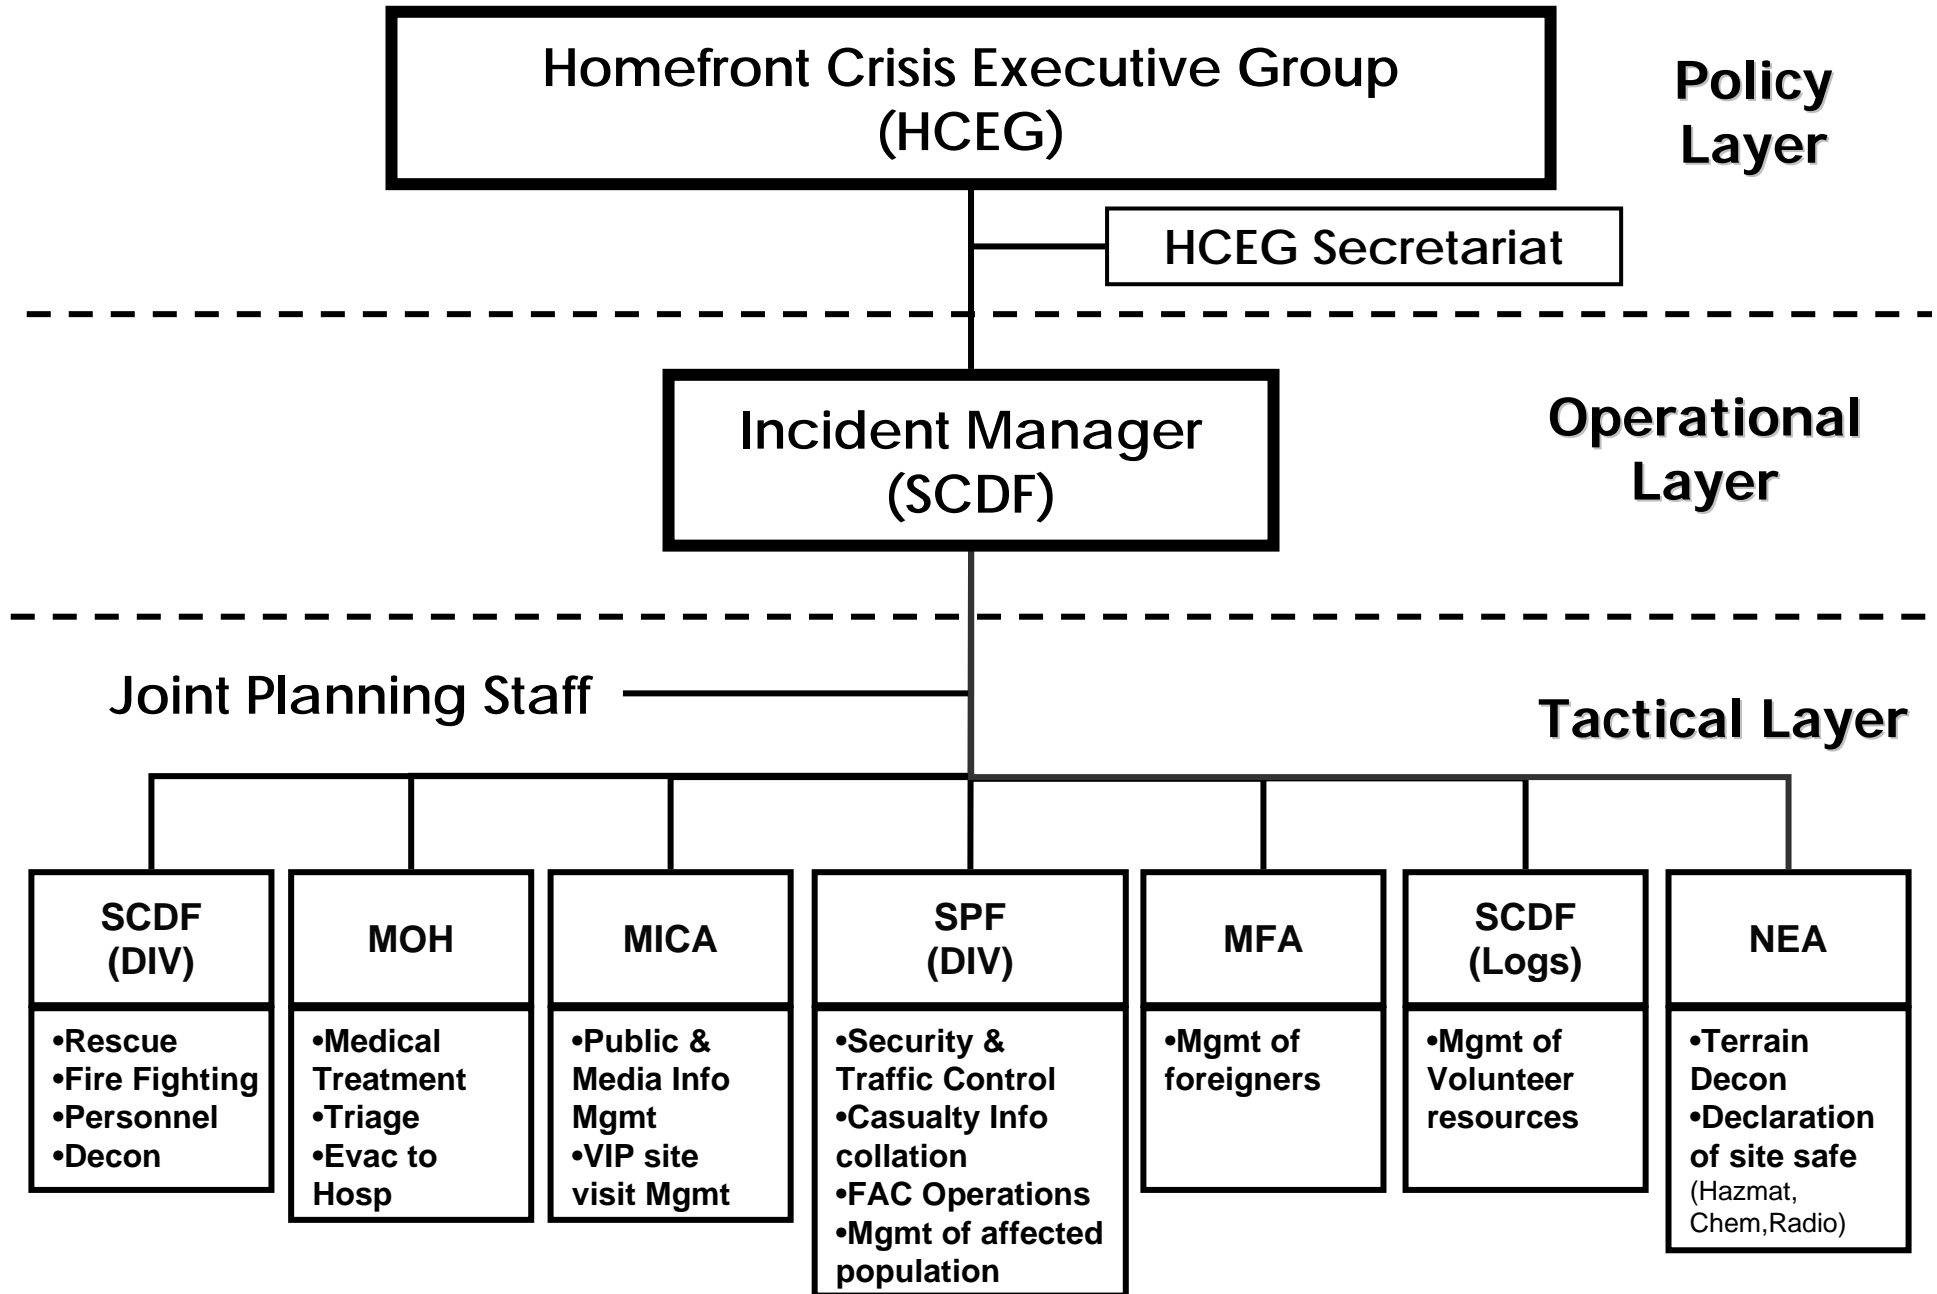 Homefront Crisis Executive Group
(HCEG)
Policy
Layer
HCEG Secretariat
Incident Manager
(SCDF)
Operational
Layer
Joint Planning Staff
Tactical Layer
SCDF
(DIV)
•Rescue
•Fire Fighting
•Personnel
•Decon
MOH
•Medical
Treatment
•Triage
•Evac to
Hosp
MICA
•Public &
Media Info
Mgmt
•VIP site
visit Mgmt
SPF
(DIV)
•Security &
Traffic Control
•Casualty Info
collation
•FAC Operations
•Mgmt of affected
population
MFA
•Mgmt of
foreigners
SCDF
(Logs)
•Mgmt of
Volunteer
resources
NEA
•Terrain
Decon
•Declaration
of site safe
(Hazmat,
Chem,Radio)